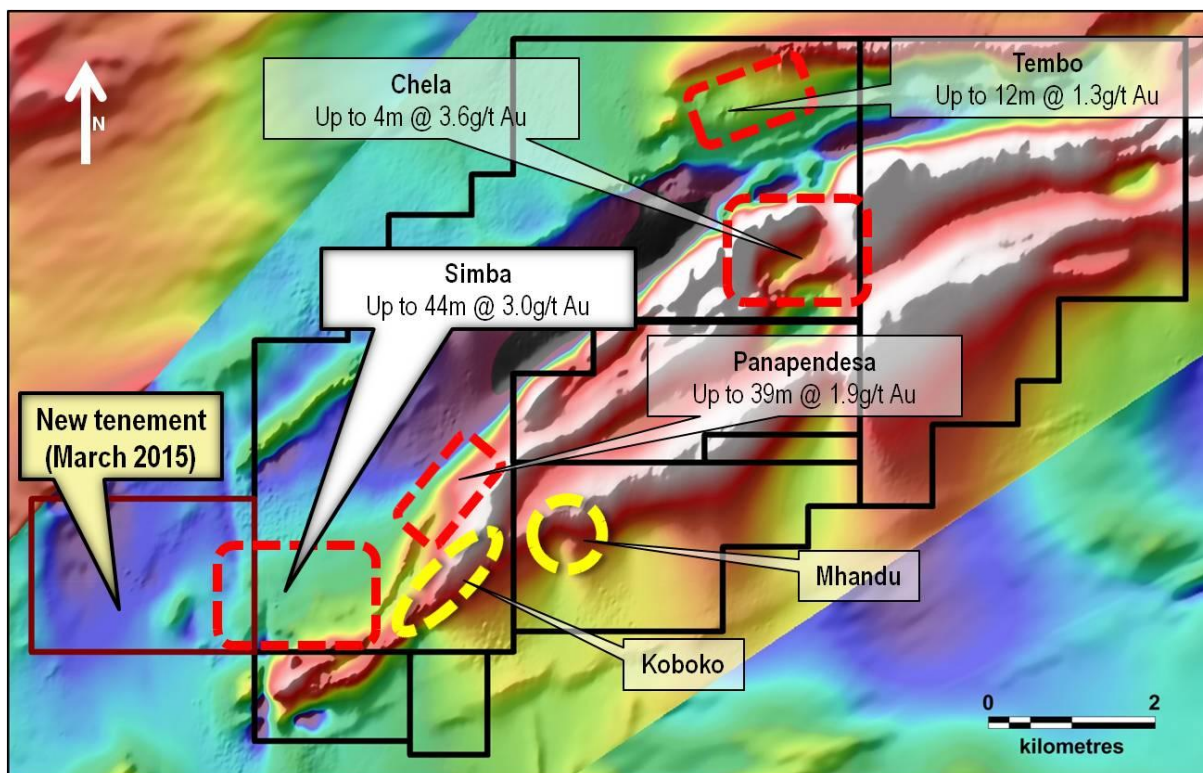 N
Chela
Up to 4m @ 3.6g/t Au
Tembo
Up to 12m @ 1.3g/t Au
Simba
Up to 44m @ 3.0g/t Au
Panapendesa
Up to 39m @ 1.9g/t Au
New tenement
(March 2015)
Mhandu
Koboko
0 2
kilometres